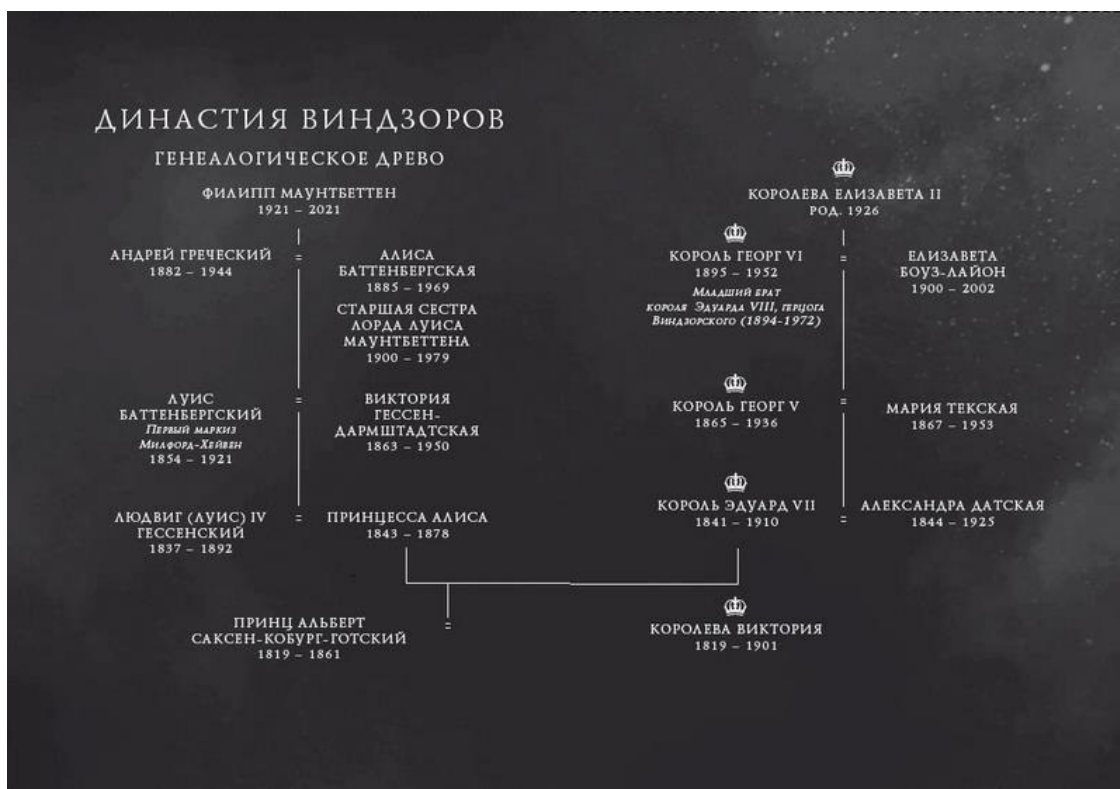 ДИНАСТИЯ ВИНДЗОРОВ
ГЕНЕАЛОГИЧЕСКОЕ ДРЕВО
ФИЛИПП МАУНТБЕТТЕН
1921 – 2021
КОРОЛЕВА ЕЛИЗАВЕТА II
РОД. 1926
АНДРЕЙ ГРЕЧЕСКИЙ
1882 – 1944
=
АЛИСА
БАТТЕНБЕРГСКАЯ
1885 – 1969
СТАРШАЯ СЕСТРА
ЛОРДА ЛУИСА
МАУНТБЕТТЕНА
1900 – 1979
КОРОЛЬ ГЕОРГ VI
1895 – 1952
Младший брат
короля Эдуарда VIII, герцога
Виндзорского (1894-1972)
=
ЕЛИЗАВЕТА
БОУЗ-ЛАЙОН
1900 – 2002
ЛУИС
БАТТЕНБЕРГСКИЙ
Первый маркиз
Милфорд-Хейвен
1854 – 1921
=
ВИКТОРИЯ
ГЕССЕН-
ДАРМШТАДТСКАЯ
1863 – 1950
КОРОЛЬ ГЕОРГ V
1865 – 1936
=
МАРИЯ ТЕКСКАЯ
1867 – 1953
ЛЮДВИГ (ЛУИС) IV
ГЕССЕНСКИЙ
1837 – 1892
=
ПРИНЦЕССА АЛИСА
1843 – 1878
КОРОЛЬ ЭДУАРД VII
1841 – 1910
=
АЛЕКСАНДРА ДАТСКАЯ
1844 – 1925
ПРИНЦ АЛЬБЕРТ
САКСЕН-КОБУРГ-ГОТСКИЙ
1819 – 1861
=
КОРОЛЕВА ВИКТОРИЯ
1819 – 1901